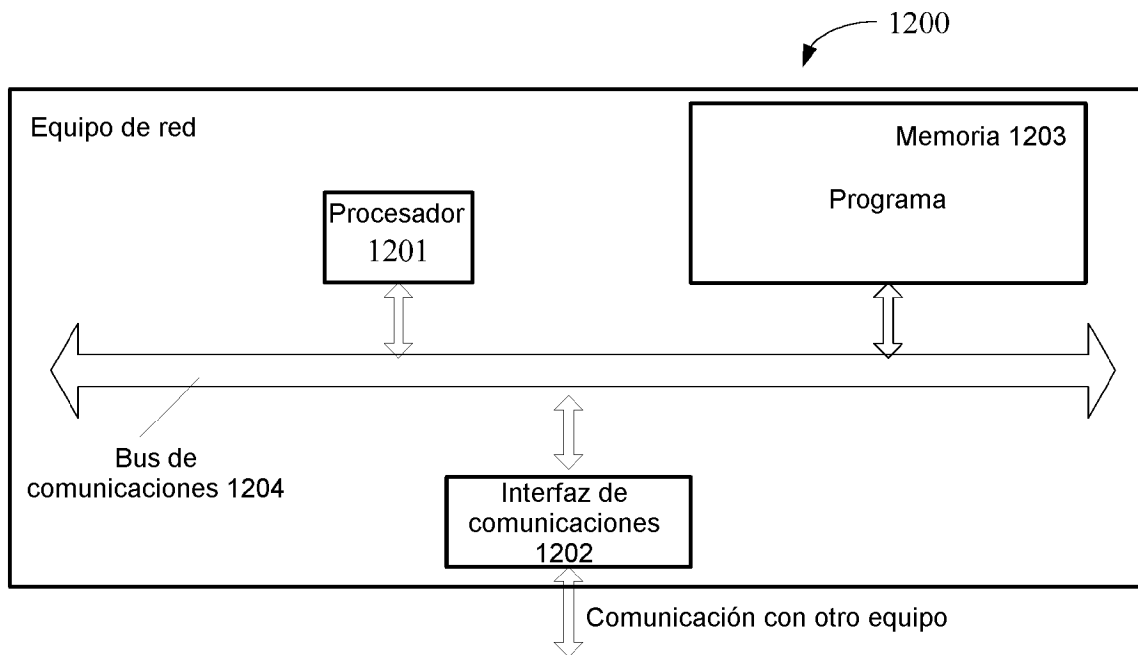 1200
Equipo de red
Memoria 1203
Programa
Procesador
1201
Bus de
comunicaciones 1204
Interfaz de
comunicaciones
1202
Comunicación con otro equipo